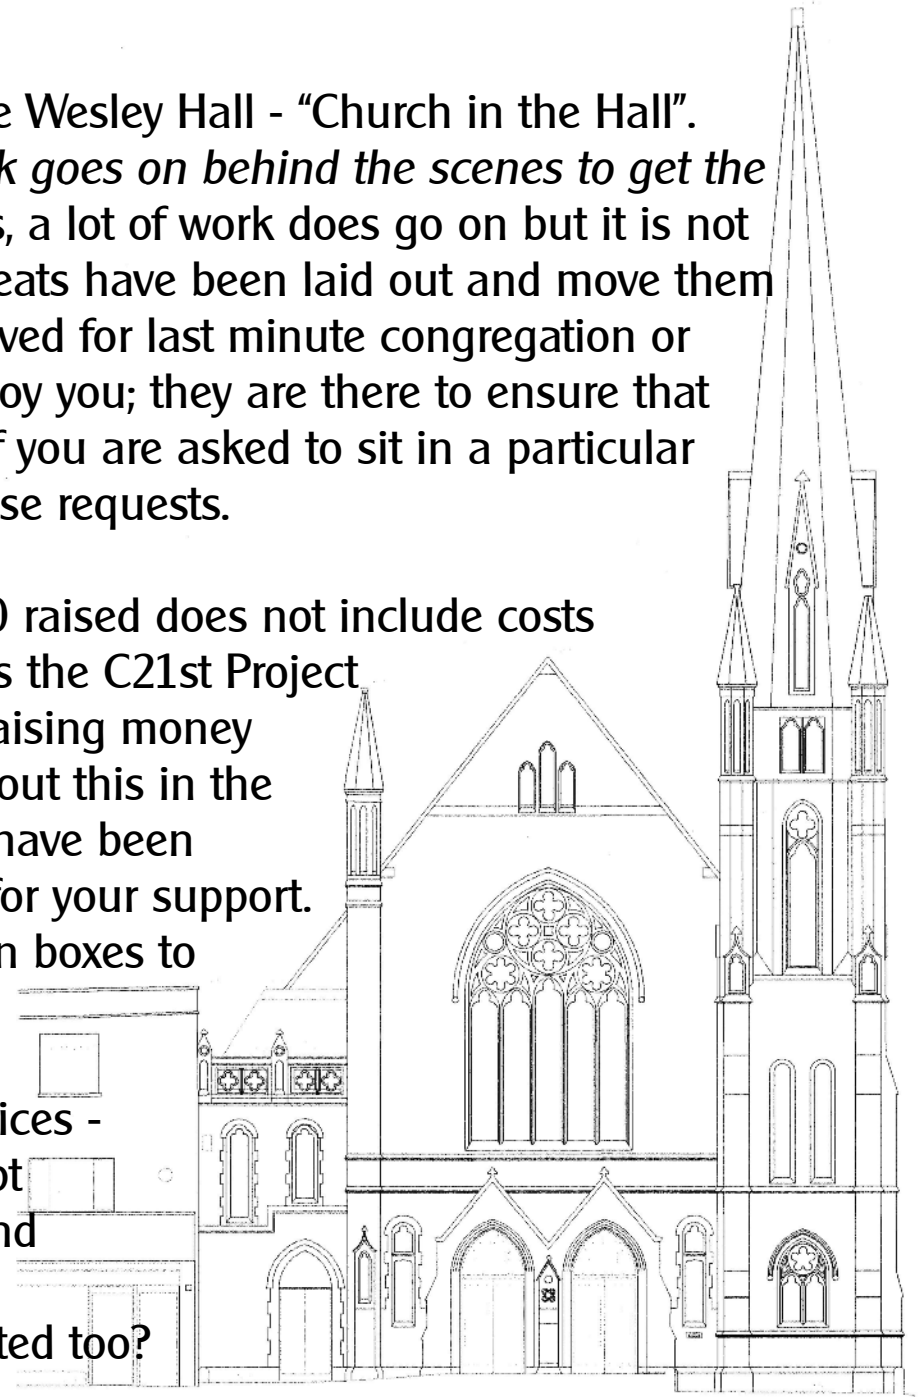 e Wesley Hall - “Church in the Hall”.
k goes on behind the scenes to get the
s, a lot of work does go on but it is not
eats have been laid out and move them
ved for last minute congregation or
oy you; they are there to ensure that
f you are asked to sit in a particular
se requests.
0 raised does not include costs
s the C21st Project
aising money
out this in the
have been
for your support.
n boxes to
ices -
pt
nd
ted too?